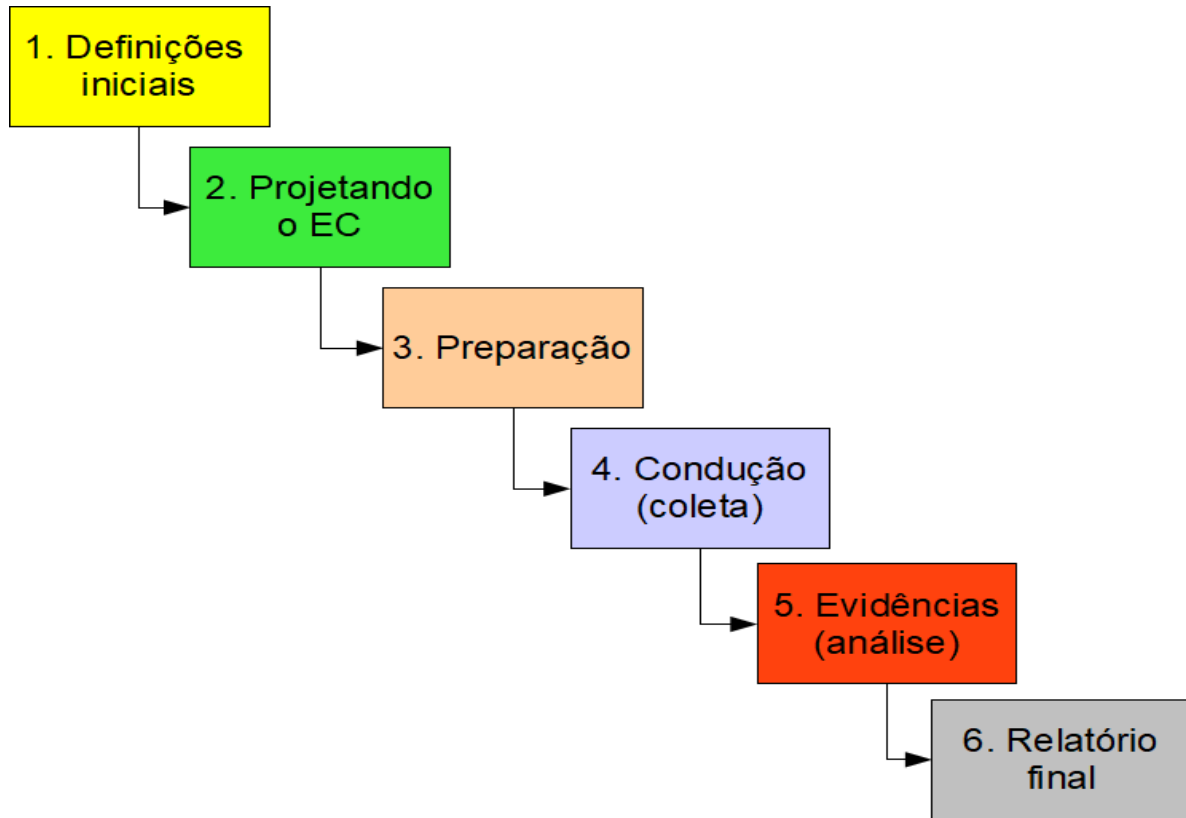 1. Definições
iniciais
2. Projetando
o EC
3. Preparação
4. Condução
(coleta)
5. Evidências
(análise)
6. Relatório
final